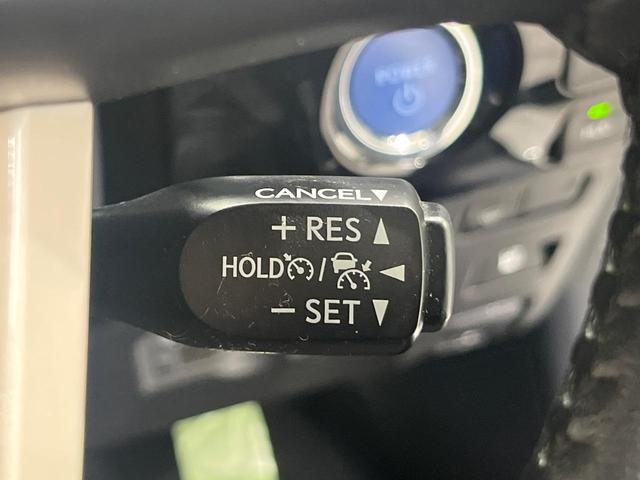 POWER
CANCEL▼
+ RES ▲
HOLD / ◄
− SET ▼